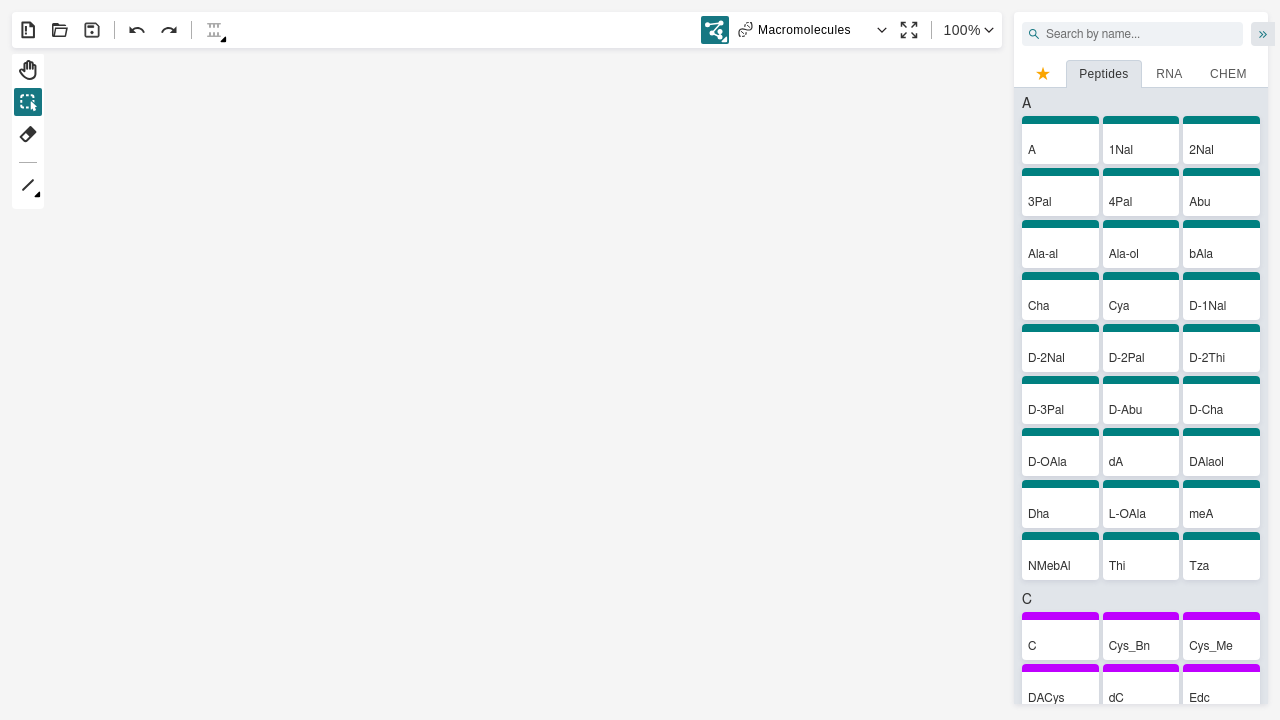 Macromolecules
100%
Search by name...
Peptides
RNA
CHEM
A
A
1Nal
2Nal
3Pal
4Pal
Abu
Ala-al
Ala-ol
bAla
Cha
Cya
D-1Nal
D-2Nal
D-2Pal
D-2Thi
D-3Pal
D-Abu
D-Cha
D-OAla
dA
DAlaol
Dha
L-OAla
meA
NMebAl
Thi
Tza
C
C
Cys_Bn
Cys_Me
DACys
dC
Edc